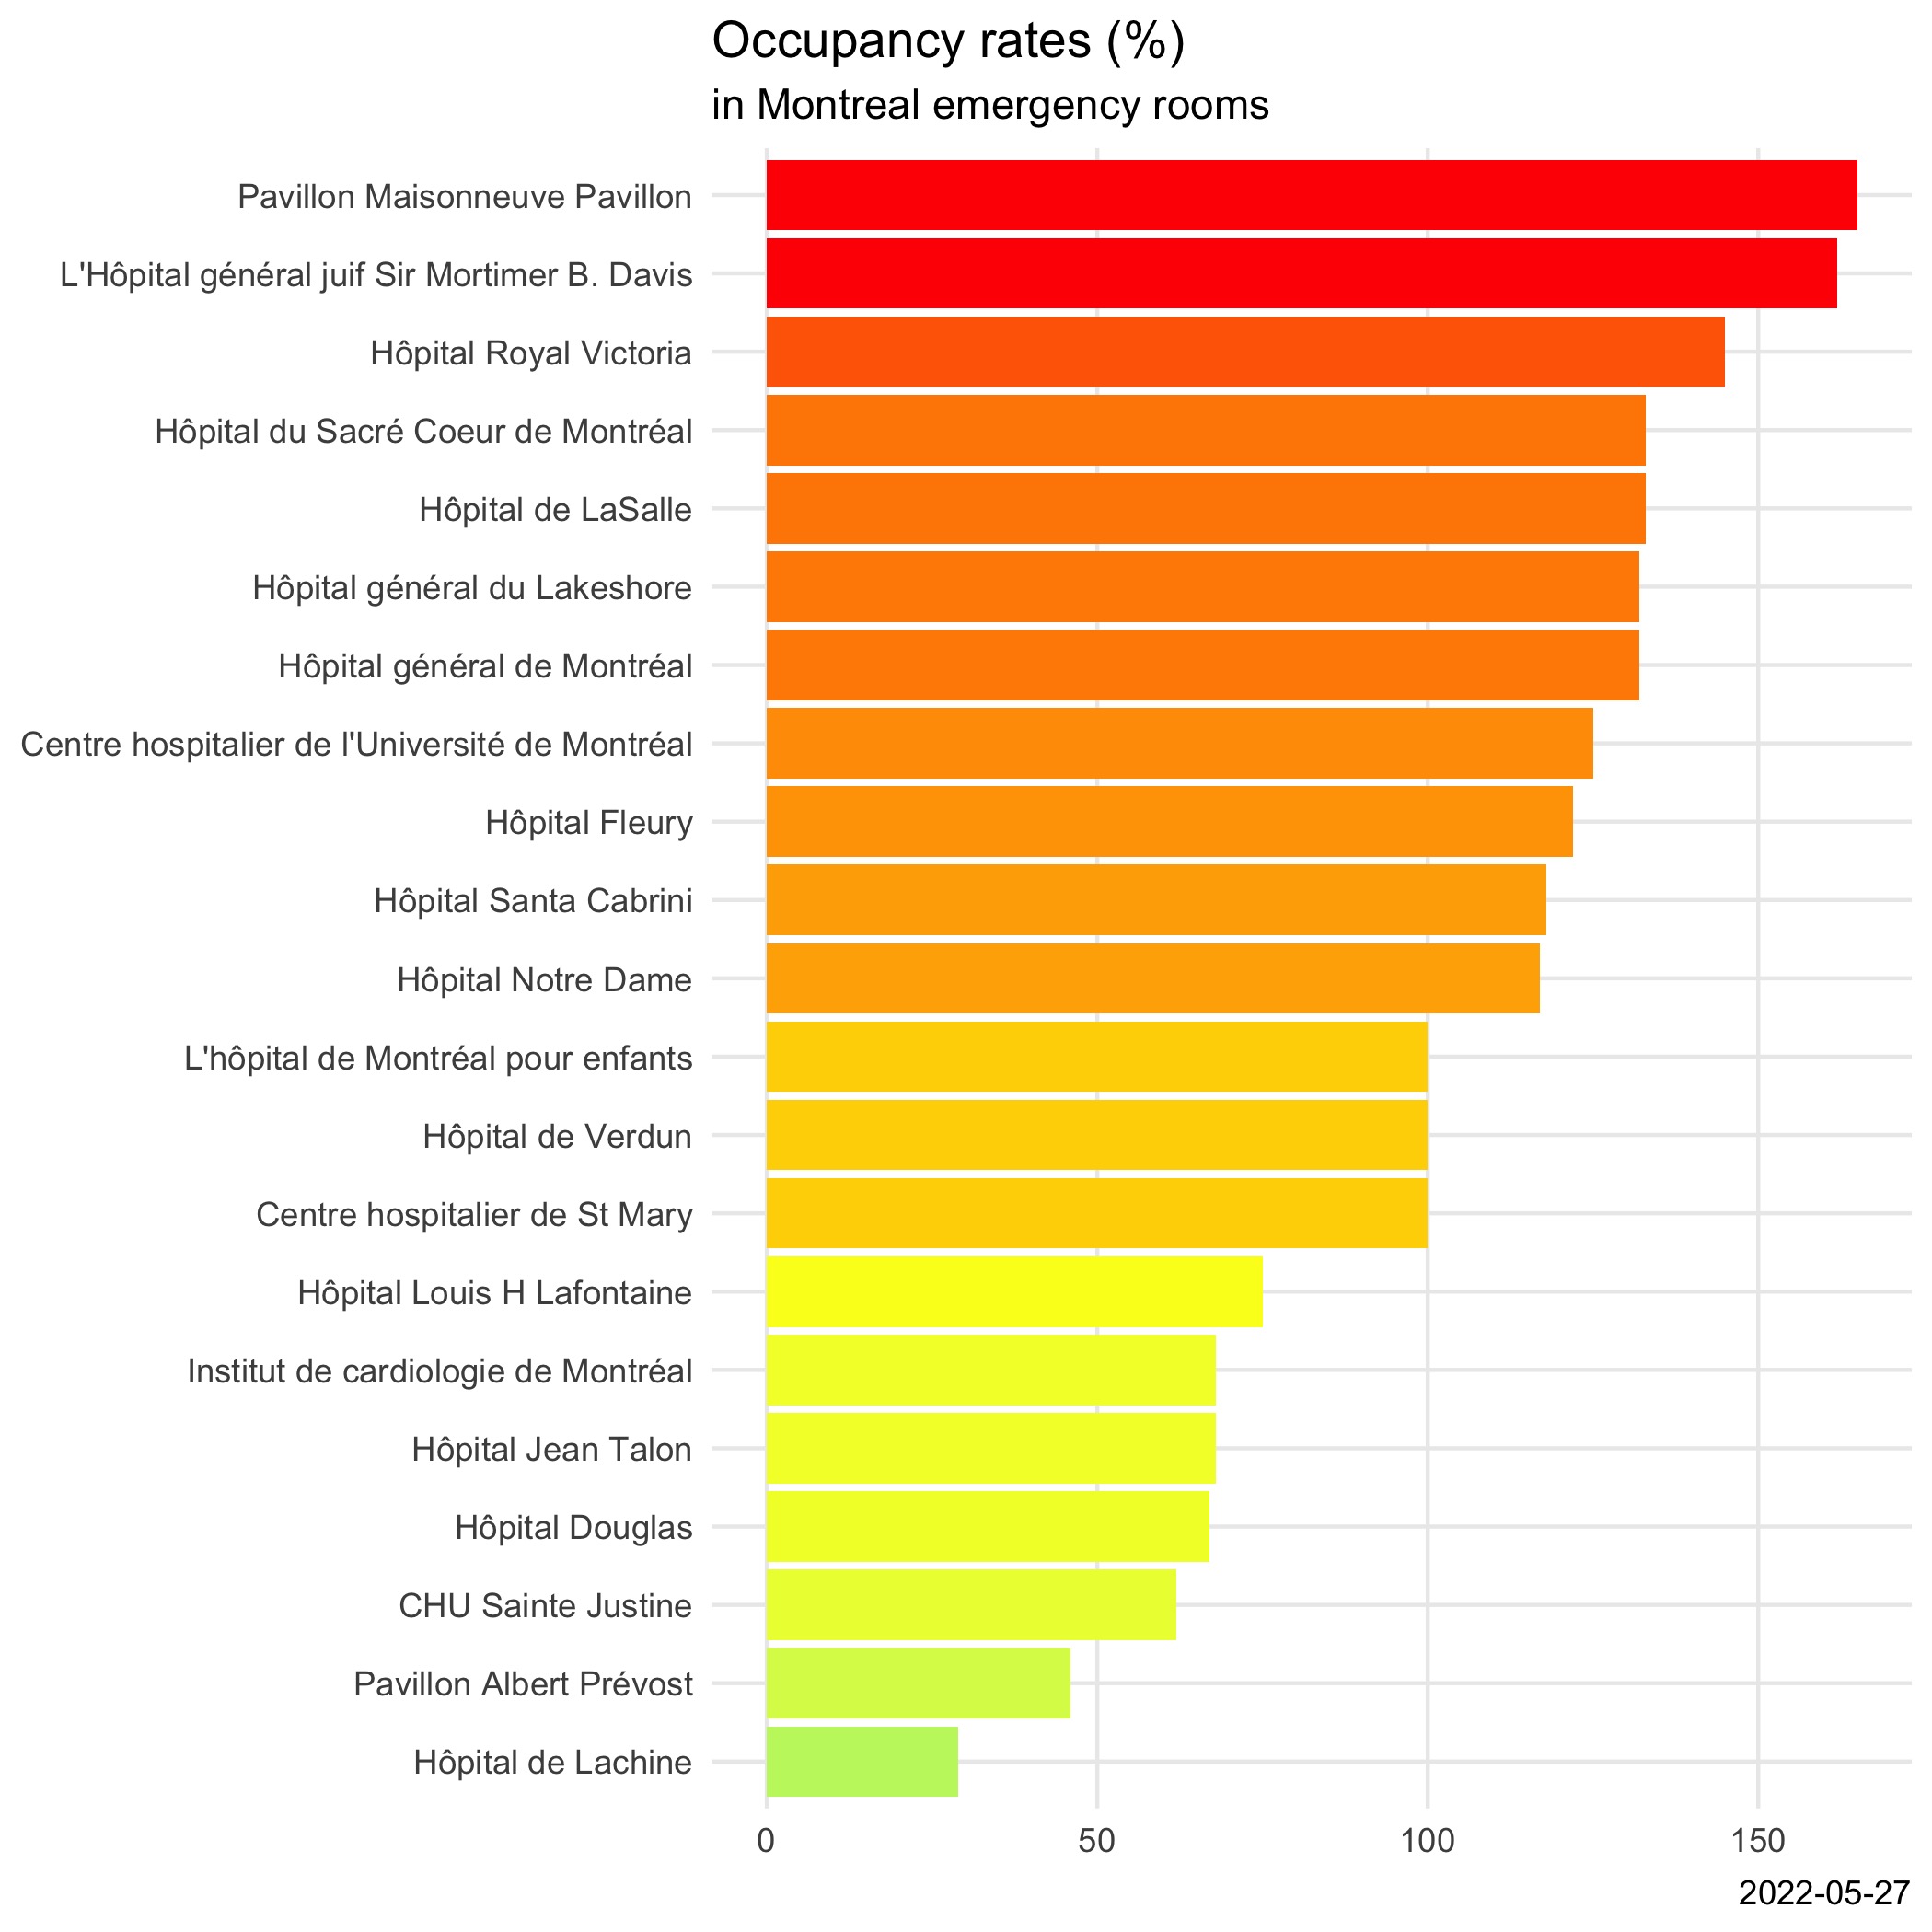 Occupancy rates (%)
in Montreal emergency rooms
Pavillon Maisonneuve Pavillon
L'Hôpital général juif Sir Mortimer B. Davis
Hôpital Royal Victoria
Hôpital du Sacré Coeur de Montréal
Hôpital de LaSalle
Hôpital général du Lakeshore
Hôpital général de Montréal
Centre hospitalier de l'Université de Montréal
Hôpital Fleury
Hôpital Santa Cabrini
Hôpital Notre Dame
L'hôpital de Montréal pour enfants
Hôpital de Verdun
Centre hospitalier de St Mary
Hôpital Louis H Lafontaine
Institut de cardiologie de Montréal
Hôpital Jean Talon
Hôpital Douglas
CHU Sainte Justine
Pavillon Albert Prévost
Hôpital de Lachine
0 50 100 150
2022-05-27